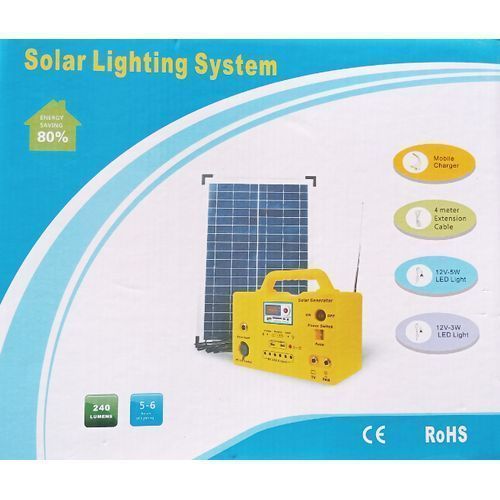 Solar Lighting System
ENERGY
SAVING
80%
Mobile
Charger
4 meter
Extension
Cable
12V-5W
LED Light
12V-3W
LED Light
Solar Generator
ON
OFF
Power Switch
TV
240
LUMENS
5-6
CE
RoHS